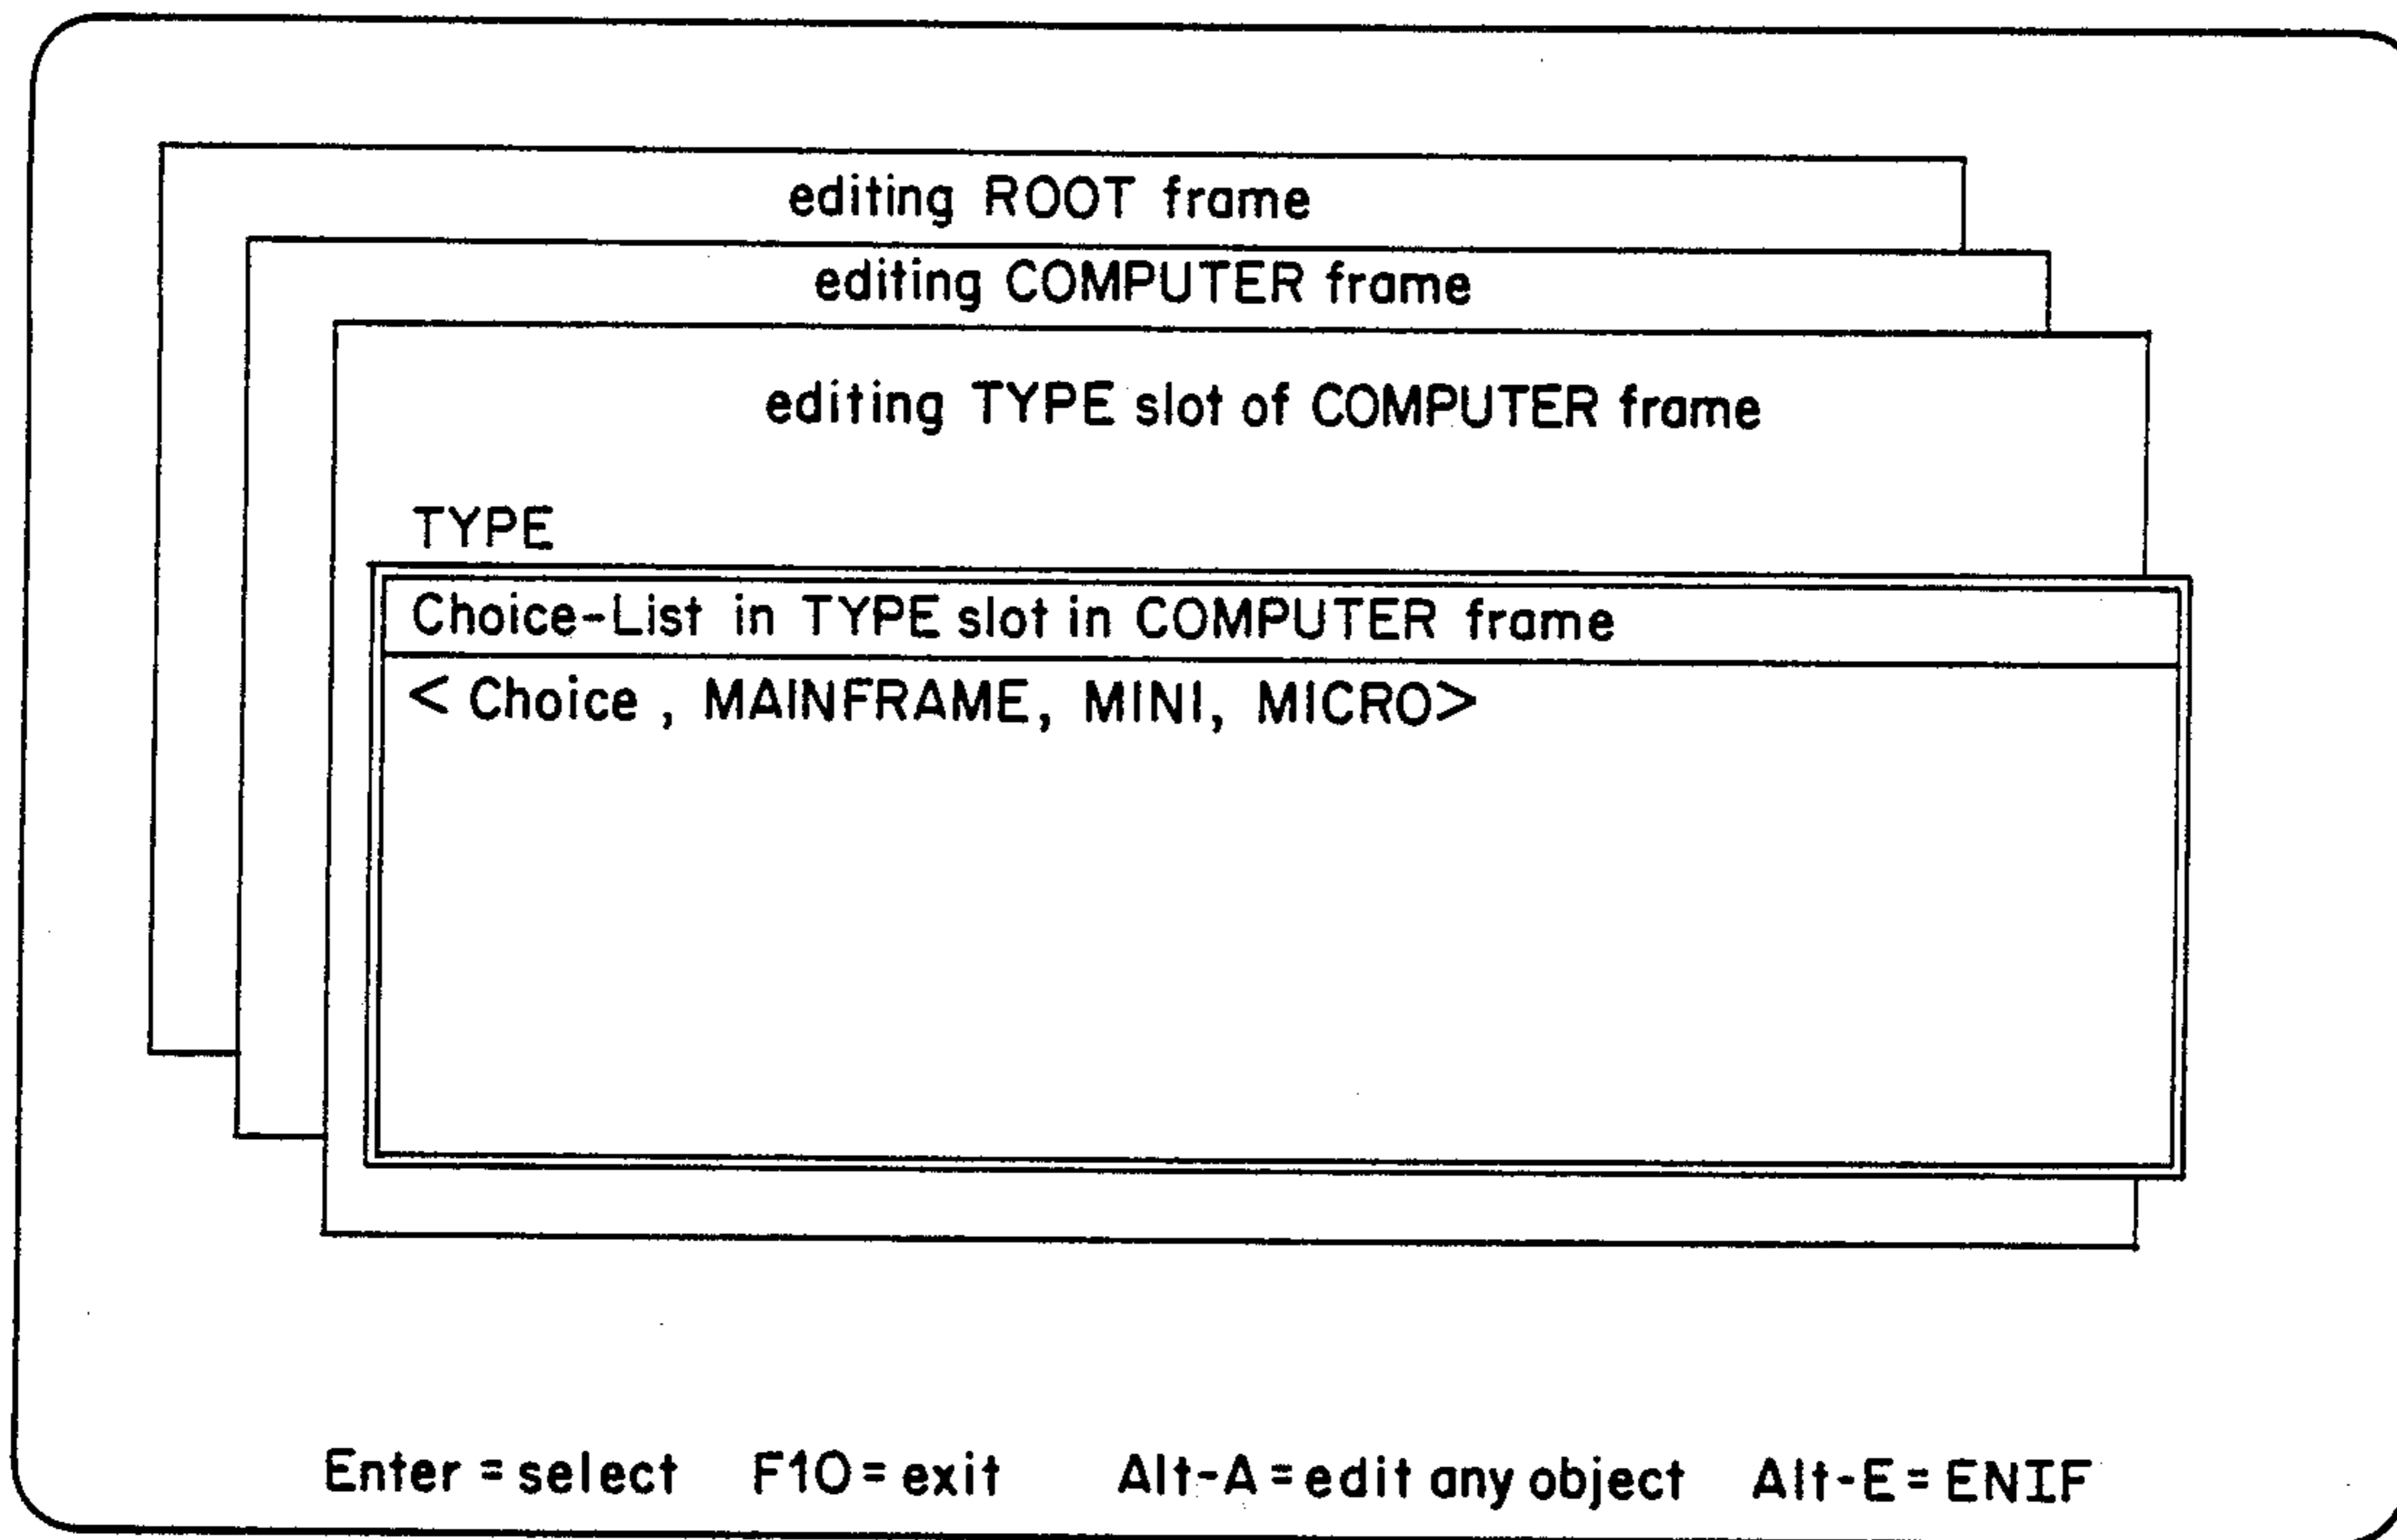 editing ROOT frame
editing COMPUTER frame
editing TYPE slot of COMPUTER frame
TYPE
Choice-List in TYPE slot in COMPUTER frame
< Choice , MAINFRAME, MINI, MICRO>
Enter = select F10 = exit Alt-A = edit any object Alt-E = ENIF